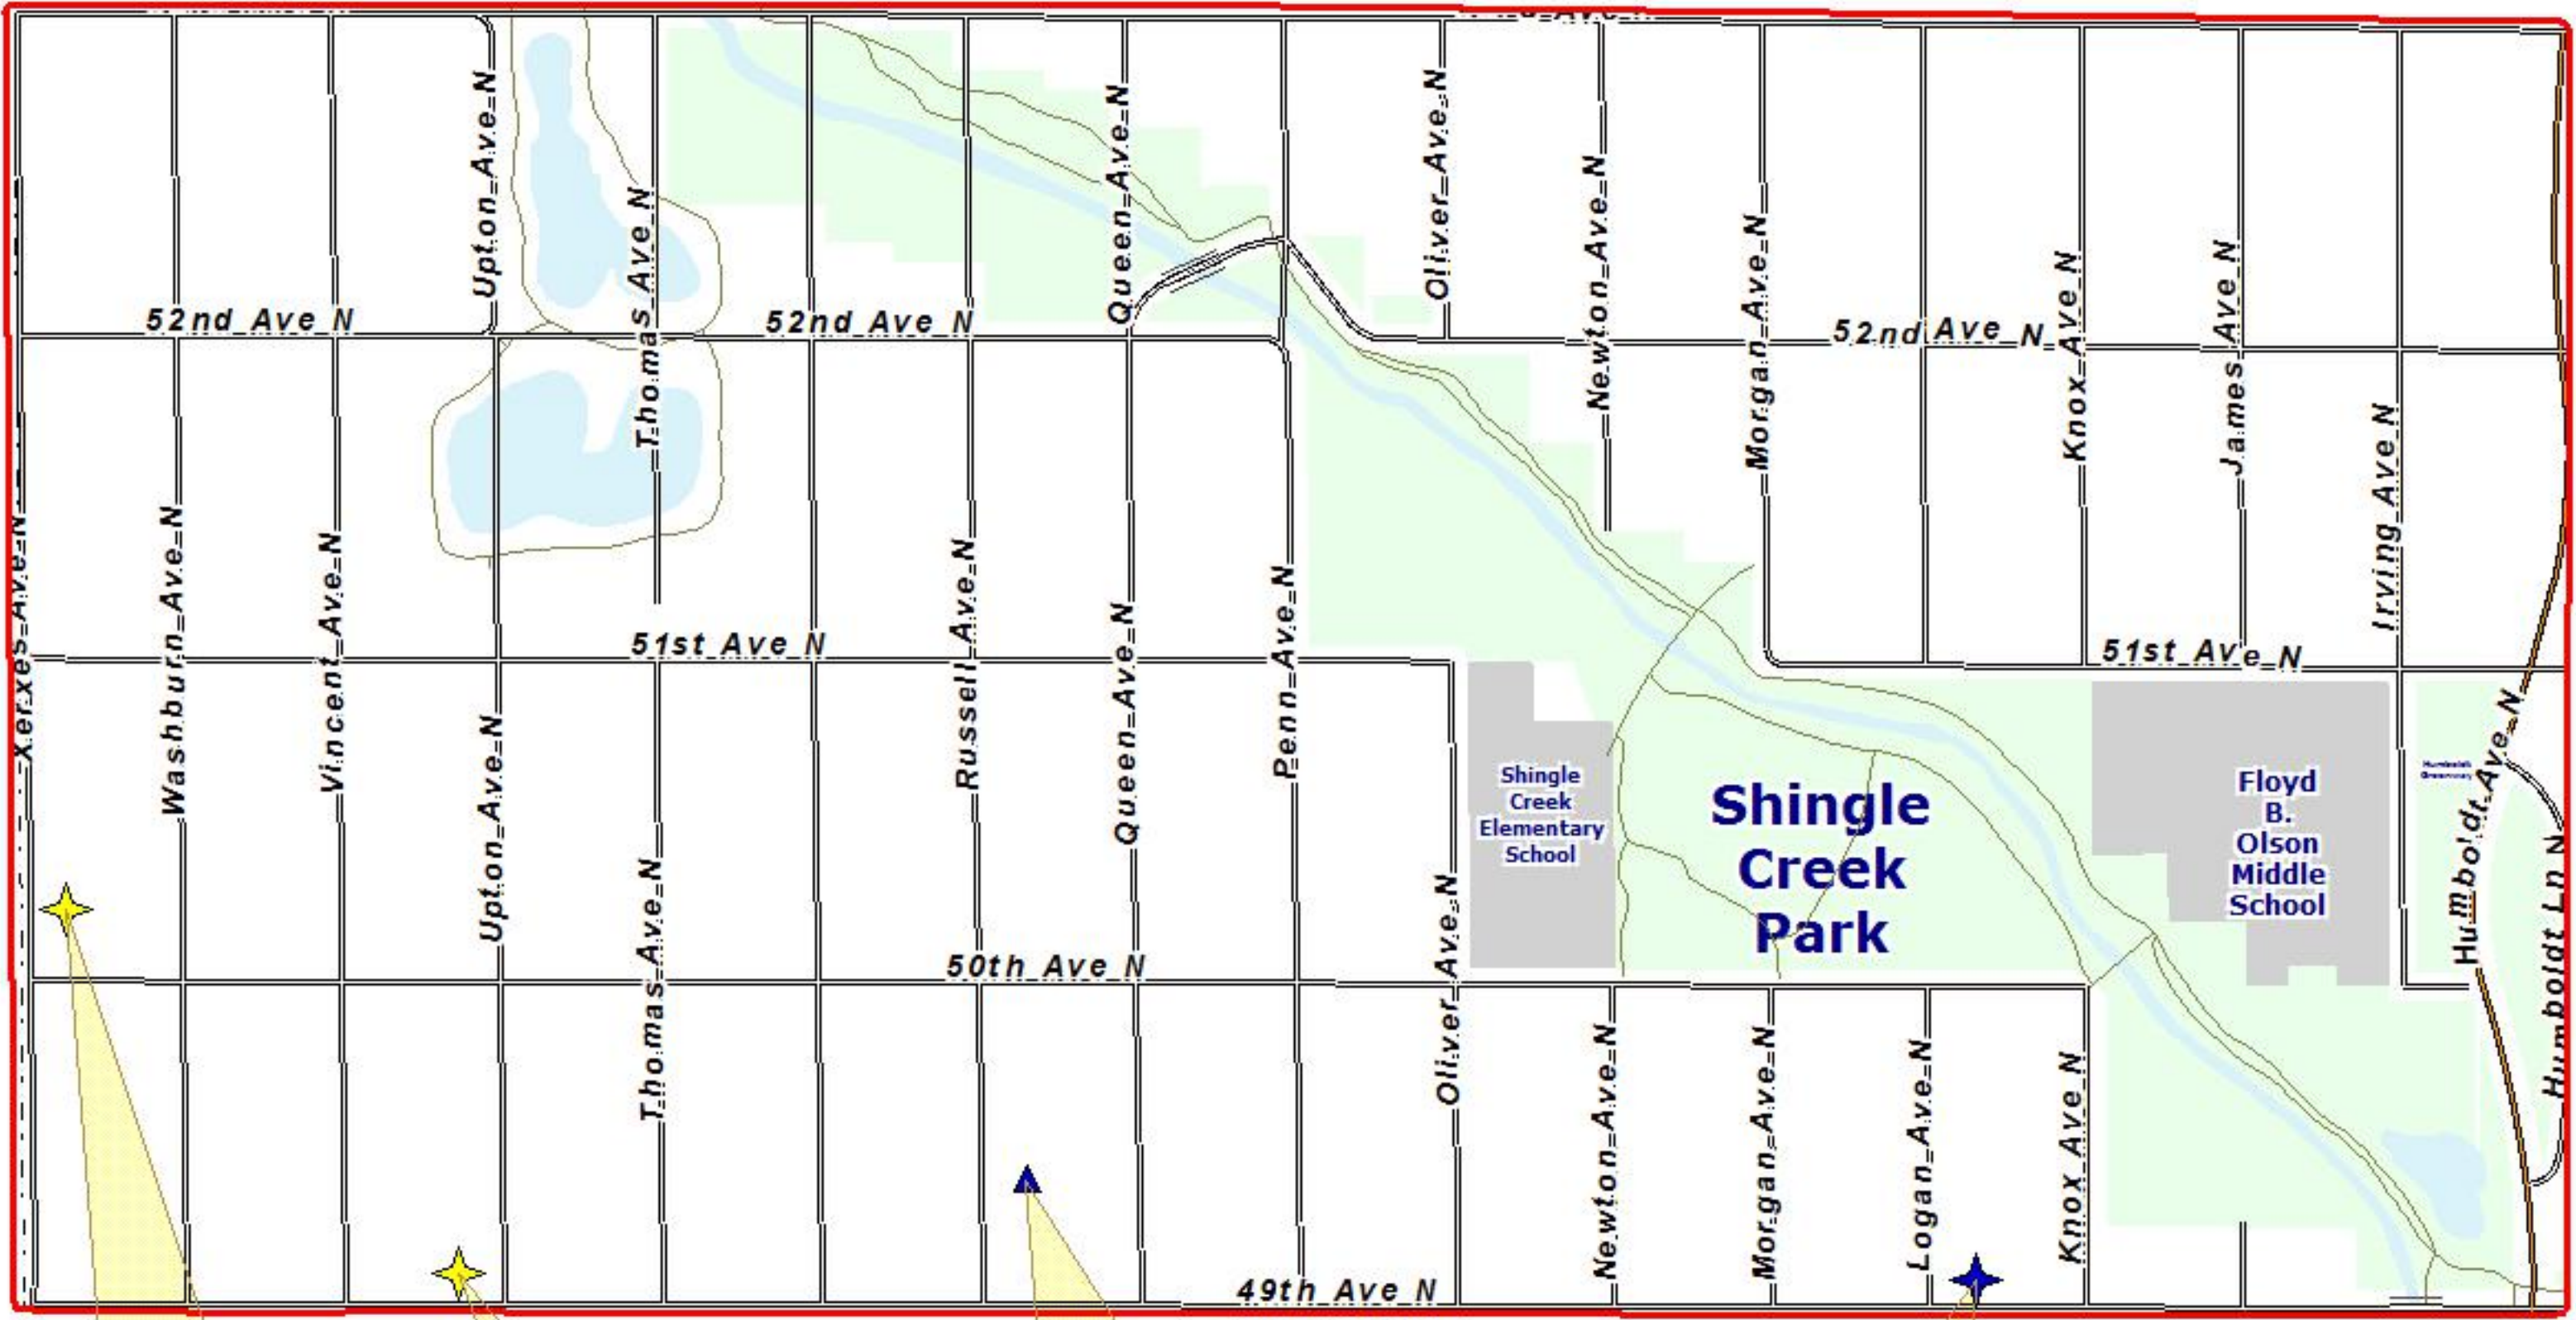 Upton Ave N
Thomas Ave N
Queen Ave N
Oliver Ave N
Newton Ave N
Morgan Ave N
Knox Ave N
James Ave N
Irving Ave N
52nd Ave N
52nd Ave N
52nd Ave N
Xerxes Ave N
Washburn Ave N
Vincent Ave N
Upton Ave N
51st Ave N
Russell Ave N
Queen Ave N
Penn Ave N
51st Ave N
Shingle
Creek
Elementary
School
Shingle
Creek
Park
Floyd
B.
Olson
Middle
School
Humboldt
Greenway
Humboldt Ave N
Humboldt Ln N
Thomas Ave N
50th Ave N
Oliver Ave N
Newton Ave N
Morgan Ave N
Logan Ave N
Knox Ave N
49th Ave N